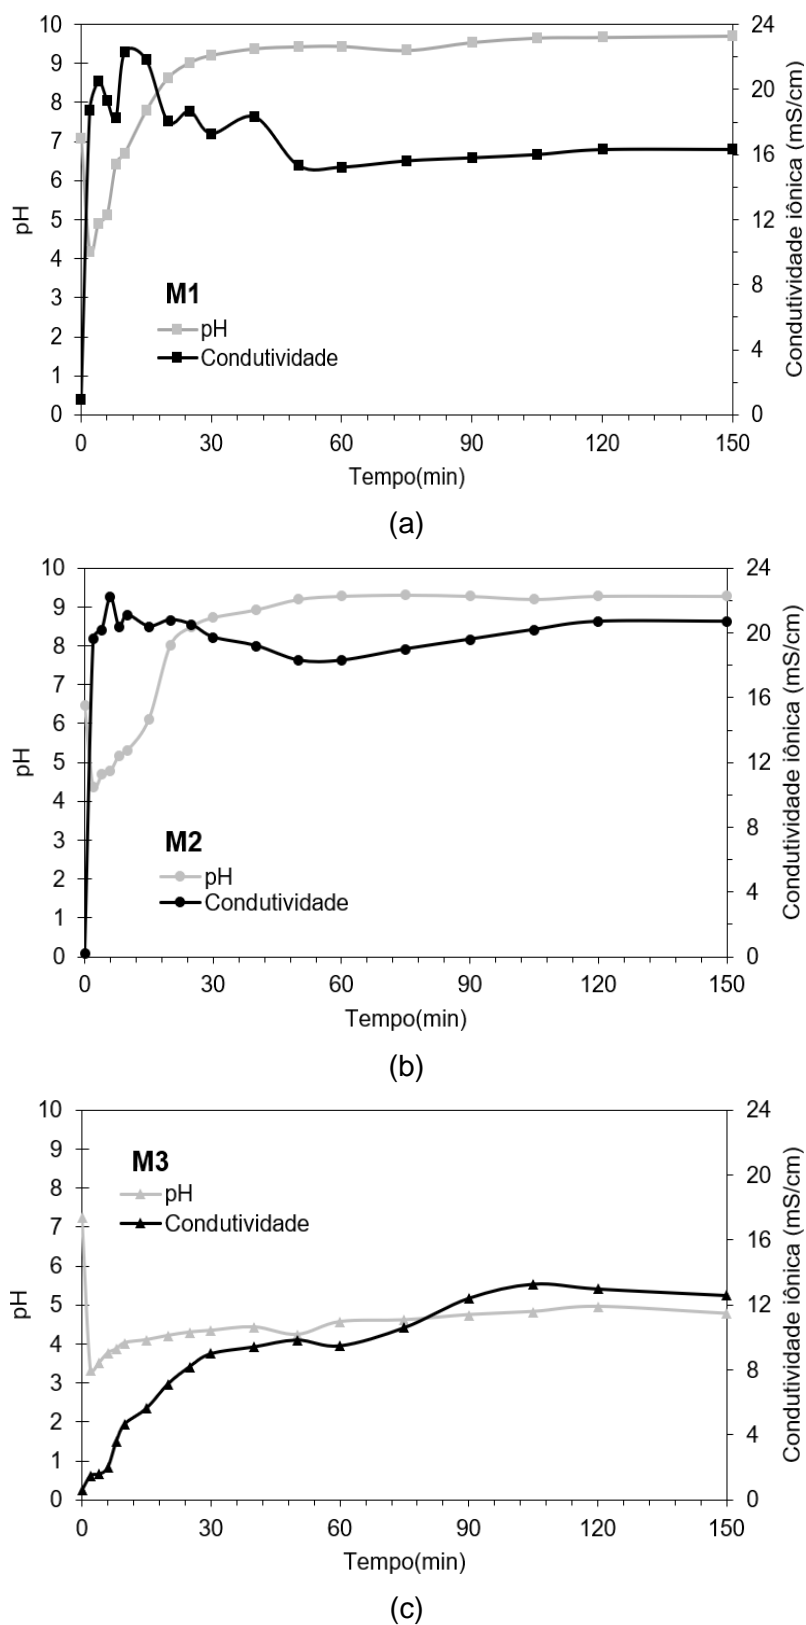 10
9
8
7
6
5
4
3
2
1
0
pH
24
20
16
12
8
4
0
Condutividade iônica (mS/cm)
M1
pH
Condutividade
0 30 60 90 120 150
Tempo(min)
(a)
10
9
8
7
6
5
4
3
2
1
0
pH
24
20
16
12
8
4
0
Condutividade iônica (mS/cm)
M2
pH
Condutividade
0 30 60 90 120 150
Tempo(min)
(b)
10
9
8
7
6
5
4
3
2
1
0
pH
24
20
16
12
8
4
0
Condutividade iônica (mS/cm)
M3
pH
Condutividade
0 30 60 90 120 150
Tempo(min)
(c)